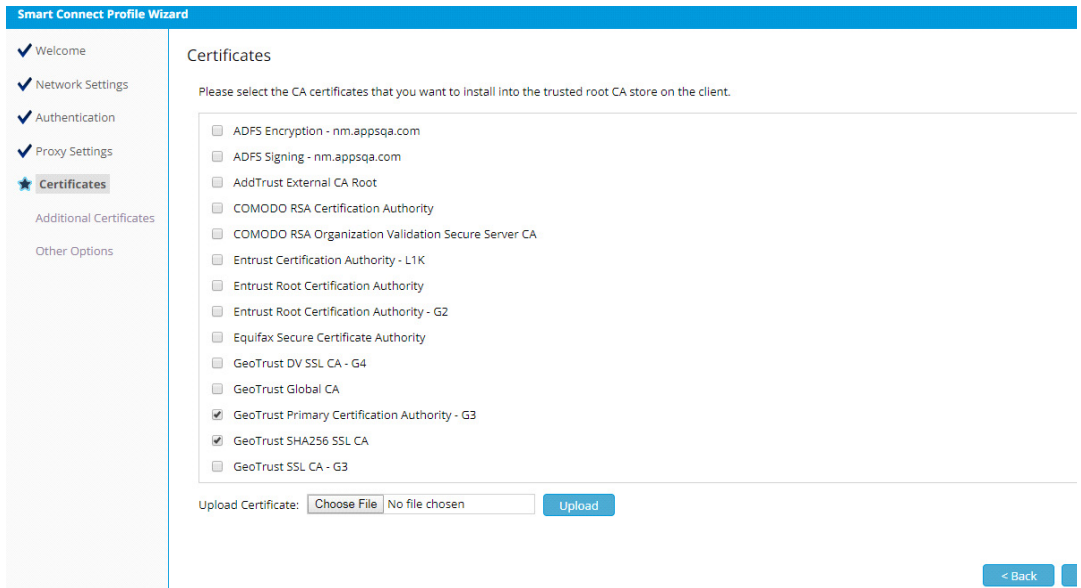 Smart Connect Profile Wizard
Welcome
Network Settings
Authentication
Proxy Settings
Certificates
Additional Certificates
Other Options
Certificates
Please select the CA certificates that you want to install into the trusted root CA store on the client.
ADFS Encryption - nm.appsqa.com
ADFS Signing - nm.appsqa.com
AddTrust External CA Root
COMODO RSA Certification Authority
COMODO RSA Organization Validation Secure Server CA
Entrust Certification Authority - L1K
Entrust Root Certification Authority
Entrust Root Certification Authority - G2
Equifax Secure Certificate Authority
GeoTrust DV SSL CA - G4
GeoTrust Global CA
GeoTrust Primary Certification Authority - G3
GeoTrust SHA256 SSL CA
GeoTrust SSL CA - G3
Upload Certificate: Choose File No file chosen Upload
< Back